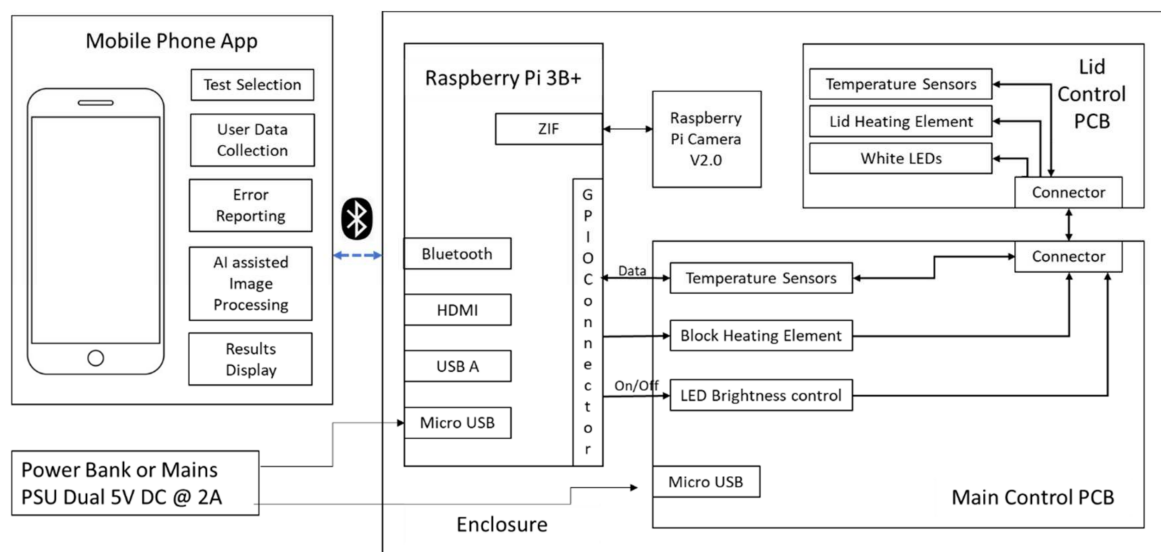 Mobile Phone App
Test Selection
User Data
Collection
Error
Reporting
AI assisted
Image
Processing
Results
Display
Power Bank or Mains
PSU Dual 5V DC @ 2A
Enclosure
Raspberry Pi 3B+
ZIF
Bluetooth
HDMI
USB A
Micro USB
GPIO Connector
Raspberry
Pi Camera
V2.0
Lid
Control
PCB
Temperature Sensors
Lid Heating Element
White LEDs
Connector
Connector
Data
Temperature Sensors
Block Heating Element
On/Off
LED Brightness control
Micro USB
Main Control PCB